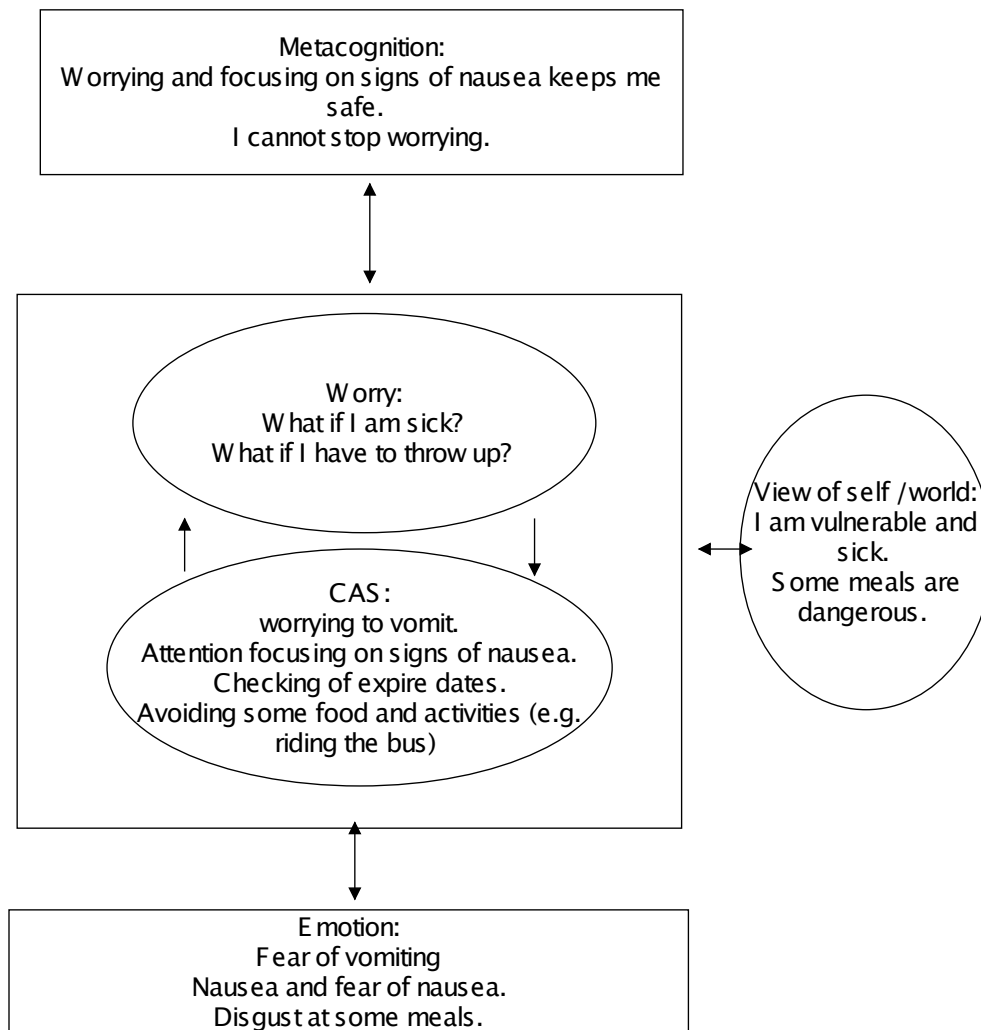 Metacognition:
Worrying and focusing on signs of nausea keeps me
safe.
I cannot stop worrying.
Worry:
What if I am sick?
What if I have to throw up?
View of self /world:
I am vulnerable and
sick.
Some meals are
dangerous.
CAS:
worrying to vomit.
Attention focusing on signs of nausea.
Checking of expire dates.
Avoiding some food and activities (e.g.
riding the bus)
Emotion:
Fear of vomiting
Nausea and fear of nausea.
Disgust at some meals.